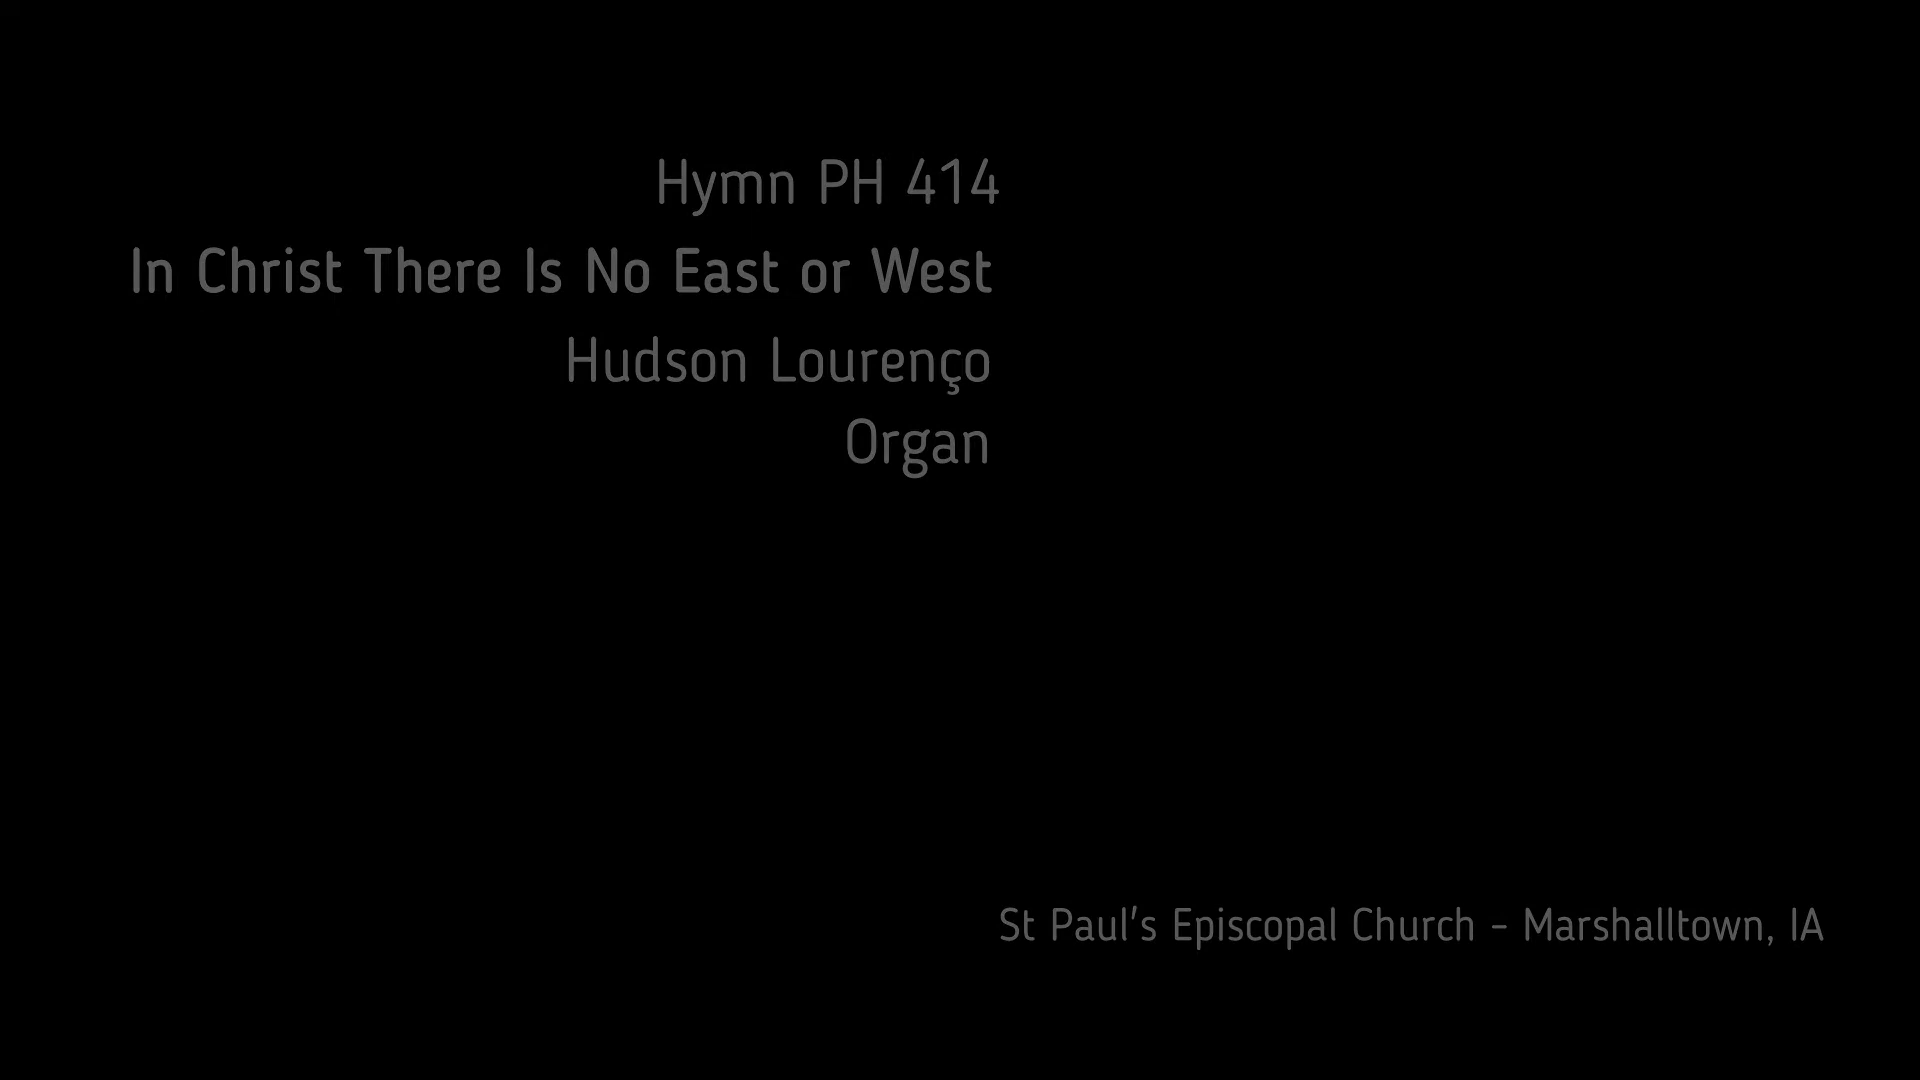 Hymn PH 414
In Christ There Is No East or West
Hudson Lourenço
Organ
St Paul's Episcopal Church - Marshalltown, IA